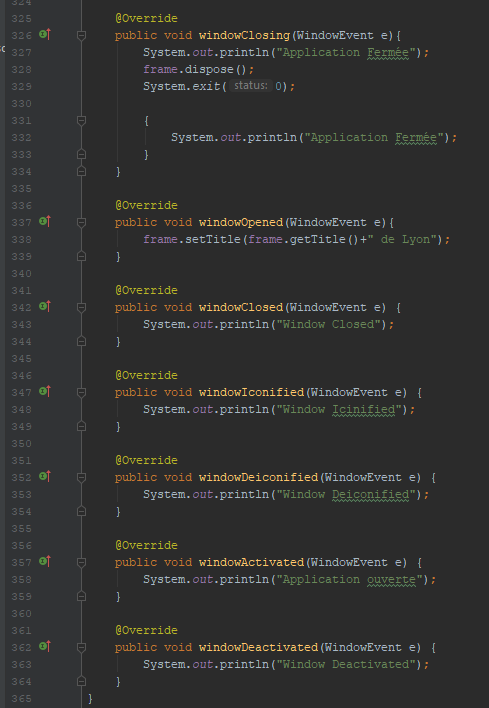 324
325 @Override
326 public void windowClosing(WindowEvent e){
327 System.out.println("Application Fermée");
328 frame.dispose();
329 System.exit( status: 0);
330
331 {
332 System.out.println("Application Fermée");
333 }
334 }
335
336 @Override
337 public void windowOpened(WindowEvent e){
338 frame.setTitle(frame.getTitle()+" de Lyon");
339 }
340
341 @Override
342 public void windowClosed(WindowEvent e) {
343 System.out.println("Window Closed");
344 }
345
346 @Override
347 public void windowIconified(WindowEvent e) {
348 System.out.println("Window Icinified");
349 }
350
351 @Override
352 public void windowDeiconified(WindowEvent e) {
353 System.out.println("Window Deiconified");
354 }
355
356 @Override
357 public void windowActivated(WindowEvent e) {
358 System.out.println("Application ouverte");
359 }
360
361 @Override
362 public void windowDeactivated(WindowEvent e) {
363 System.out.println("Window Deactivated");
364 }
365 }